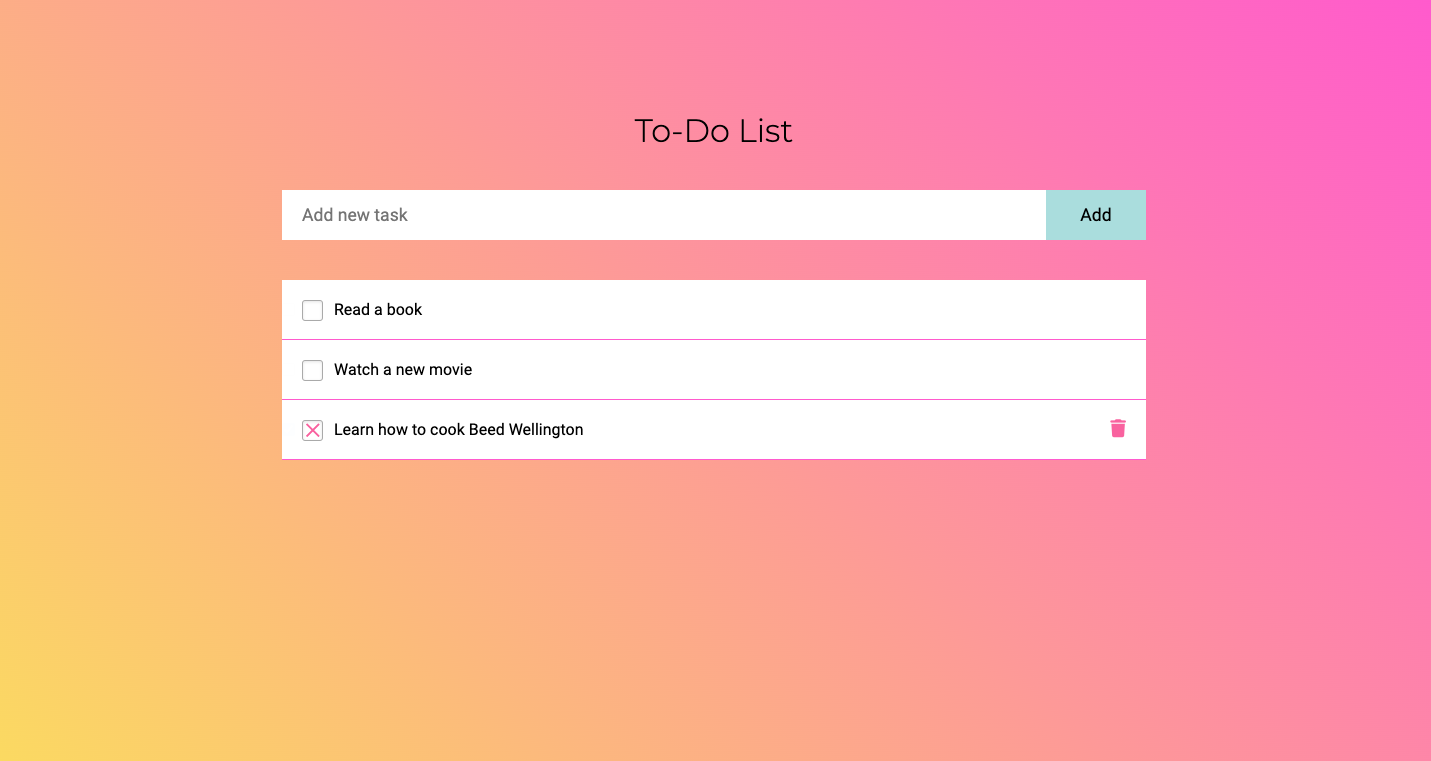 To-Do List
Add new task
Add
Read a book
Watch a new movie
Learn how to cook Beed Wellington